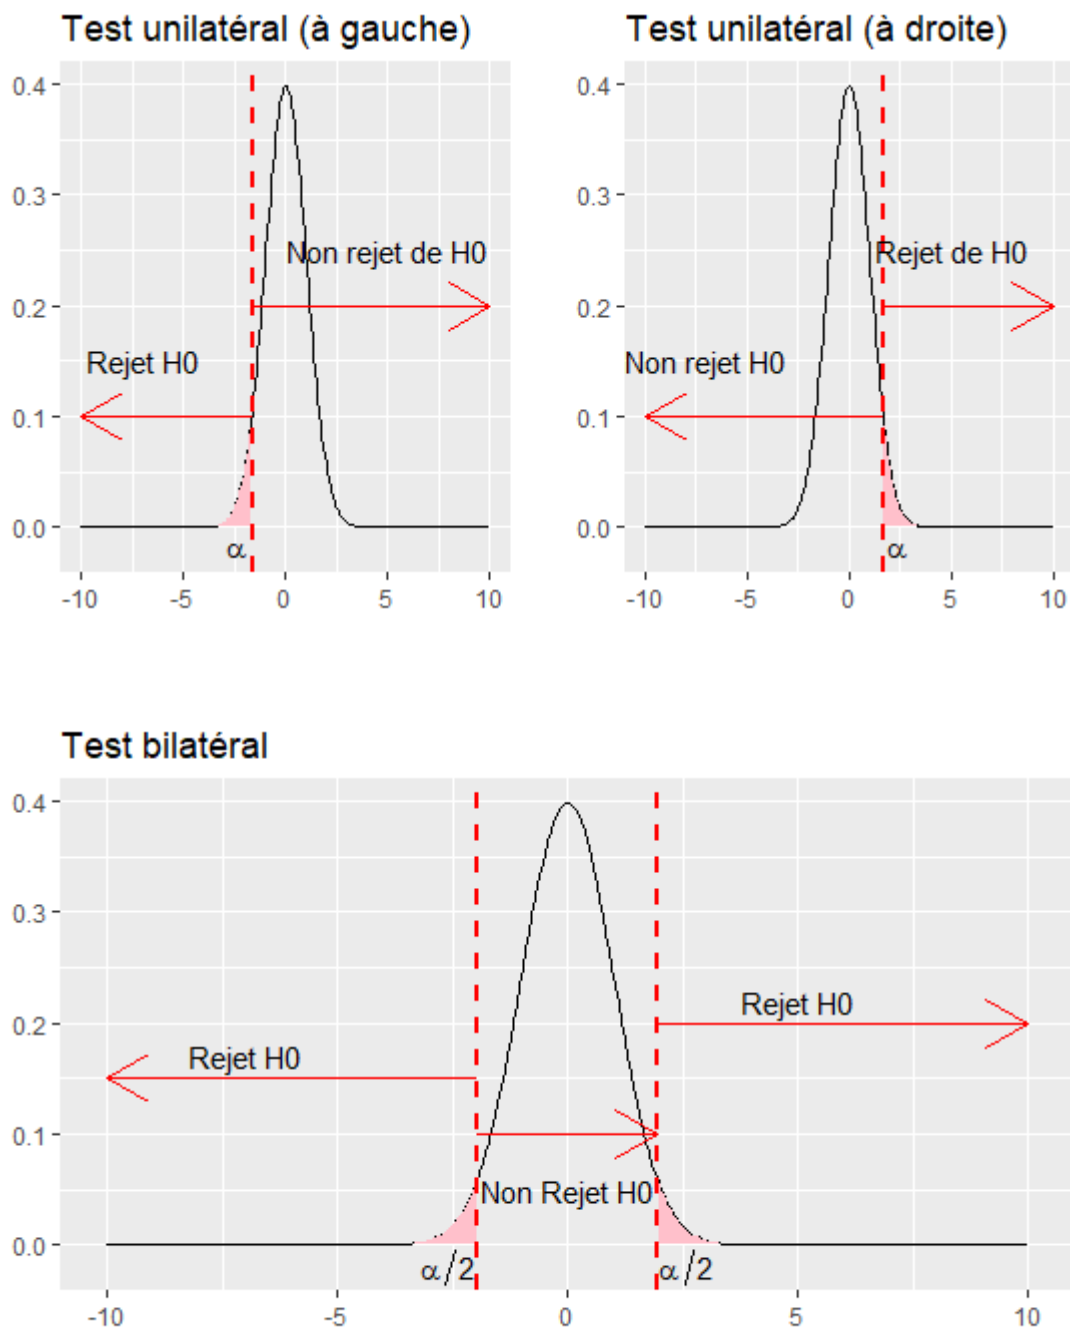 Test unilatéral (à gauche)
0.4
0.3
0.2
0.1
0.0
Non rejet de H0
Rejet H0
α
-10 -5 0 5 10
Test unilatéral (à droite)
0.4
0.3
0.2
0.1
0.0
Rejet de H0
Non rejet H0
α
-10 -5 0 5 10
Test bilatéral
0.4
0.3
0.2
0.1
0.0
Rejet H0
Rejet H0
Non Rejet H0
α/2 α/2
-10 -5 0 5 10